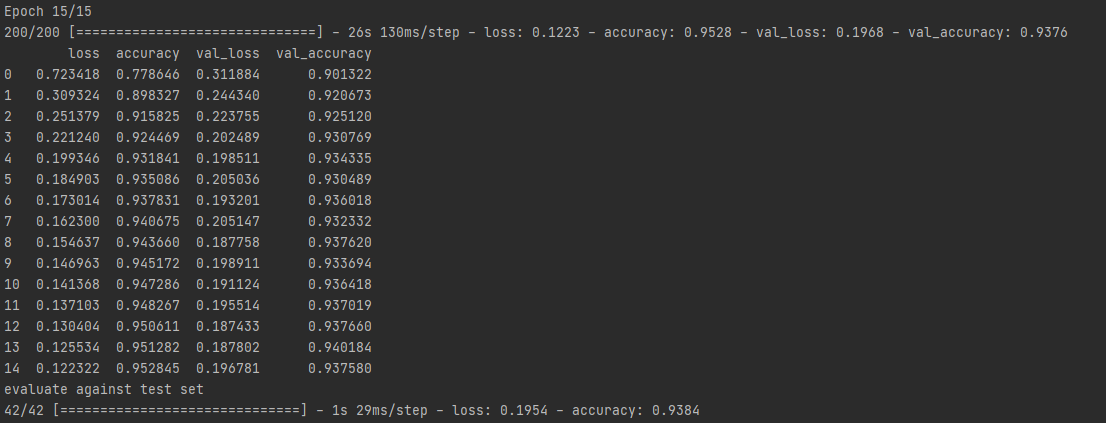 Epoch 15/15
200/200 [==============================] - 26s 130ms/step - loss: 0.1223 - accuracy: 0.9528 - val_loss: 0.1968 - val_accuracy: 0.9376
loss accuracy val_loss val_accuracy
0 0.723418 0.778646 0.311884 0.901322
1 0.309324 0.898327 0.244340 0.920673
2 0.251379 0.915825 0.223755 0.925120
3 0.221240 0.924469 0.202489 0.930769
4 0.199346 0.931841 0.198511 0.934335
5 0.184903 0.935086 0.205036 0.930489
6 0.173014 0.937831 0.193201 0.936018
7 0.162300 0.940675 0.205147 0.932332
8 0.154637 0.943660 0.187758 0.937620
9 0.146963 0.945172 0.198911 0.933694
10 0.141368 0.947286 0.191124 0.936418
11 0.137103 0.948267 0.195514 0.937019
12 0.130404 0.950611 0.187433 0.937660
13 0.125534 0.951282 0.187802 0.940184
14 0.122322 0.952845 0.196781 0.937580
evaluate against test set
42/42 [==============================] - 1s 29ms/step - loss: 0.1954 - accuracy: 0.9384